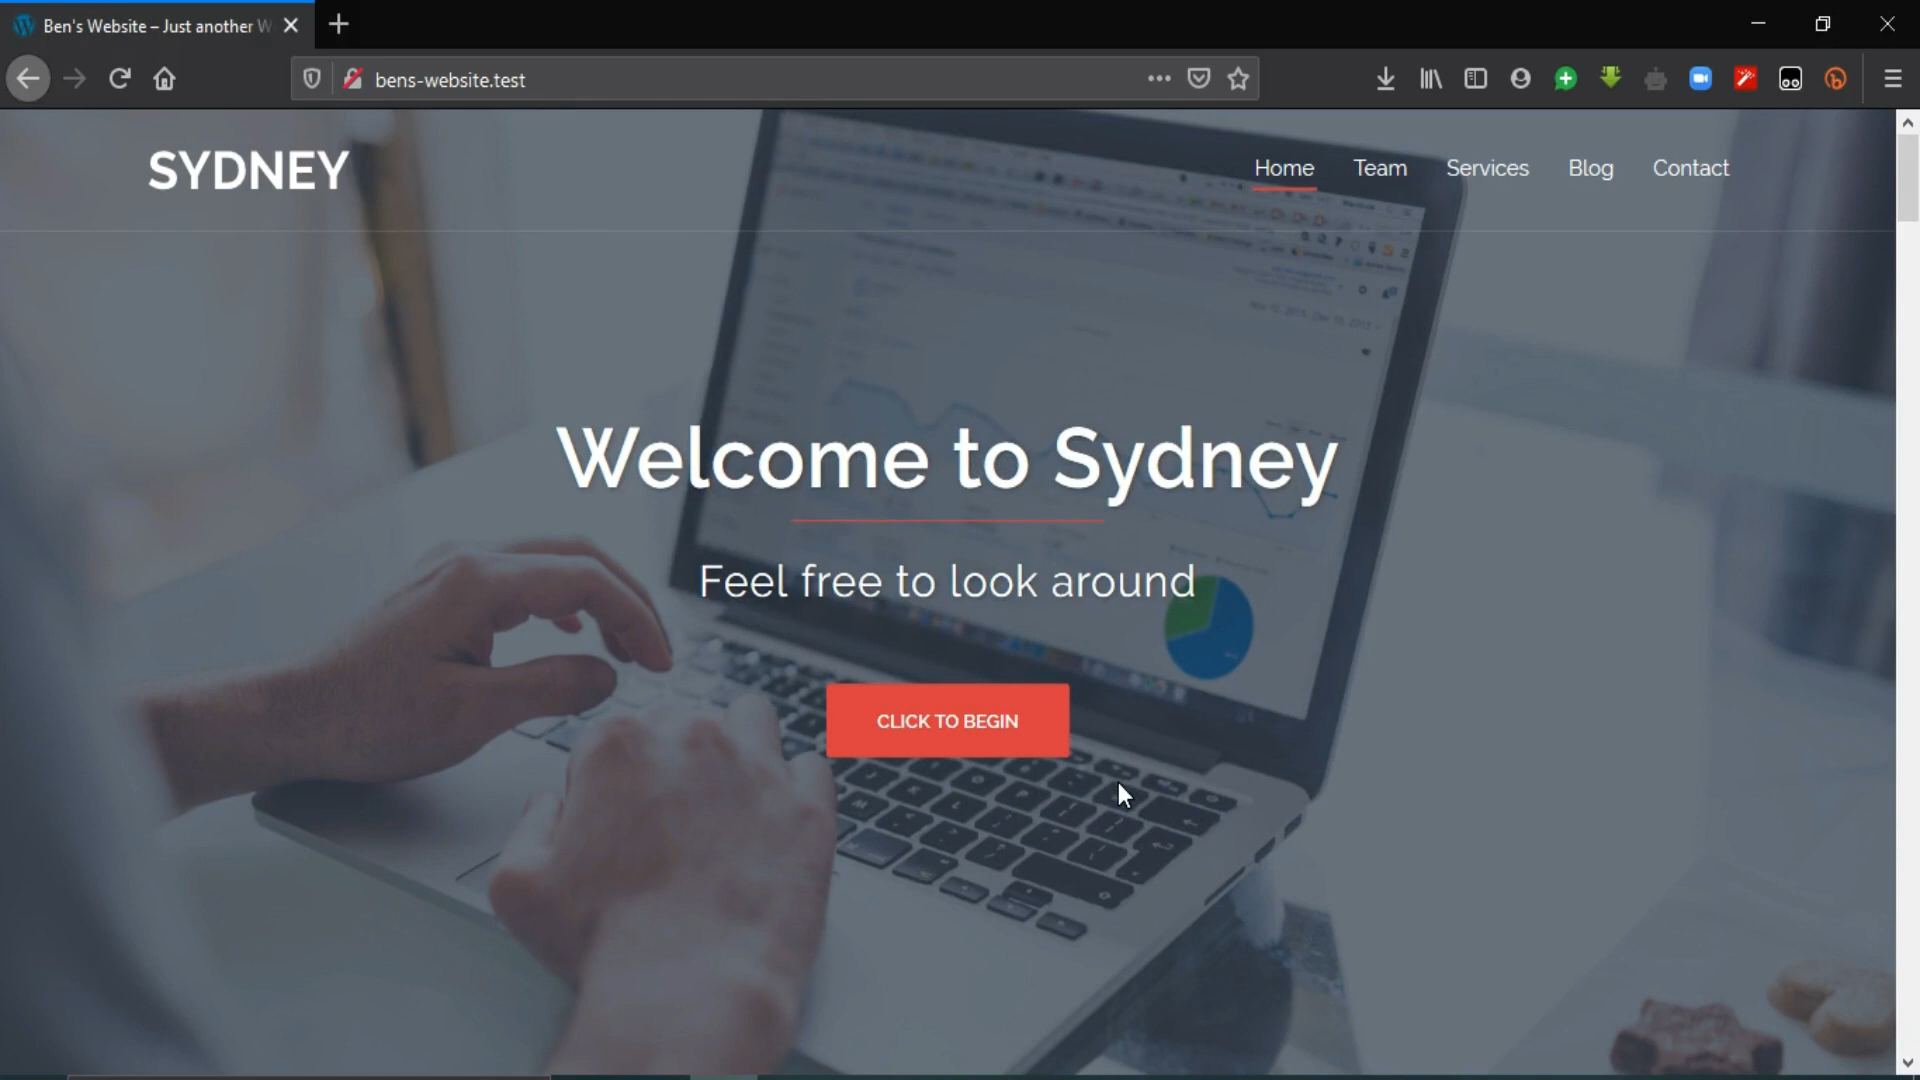 Ben's Website – Just another W
bens-website.test
SYDNEY
Home Team Services Blog Contact
Welcome to Sydney
Feel free to look around
CLICK TO BEGIN